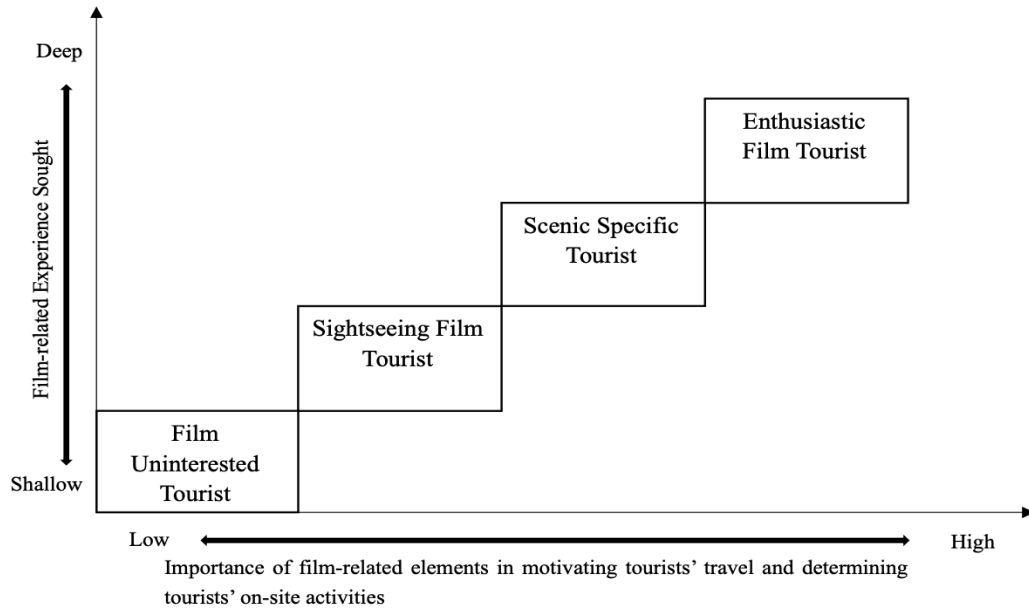 Deep
Enthusiastic
Film Tourist
Scenic Specific
Tourist
Film-related Experience Sought
Sightseeing Film
Tourist
Film
Uninterested
Tourist
Shallow
Low
High
Importance of film-related elements in motivating tourists’ travel and determining
tourists’ on-site activities